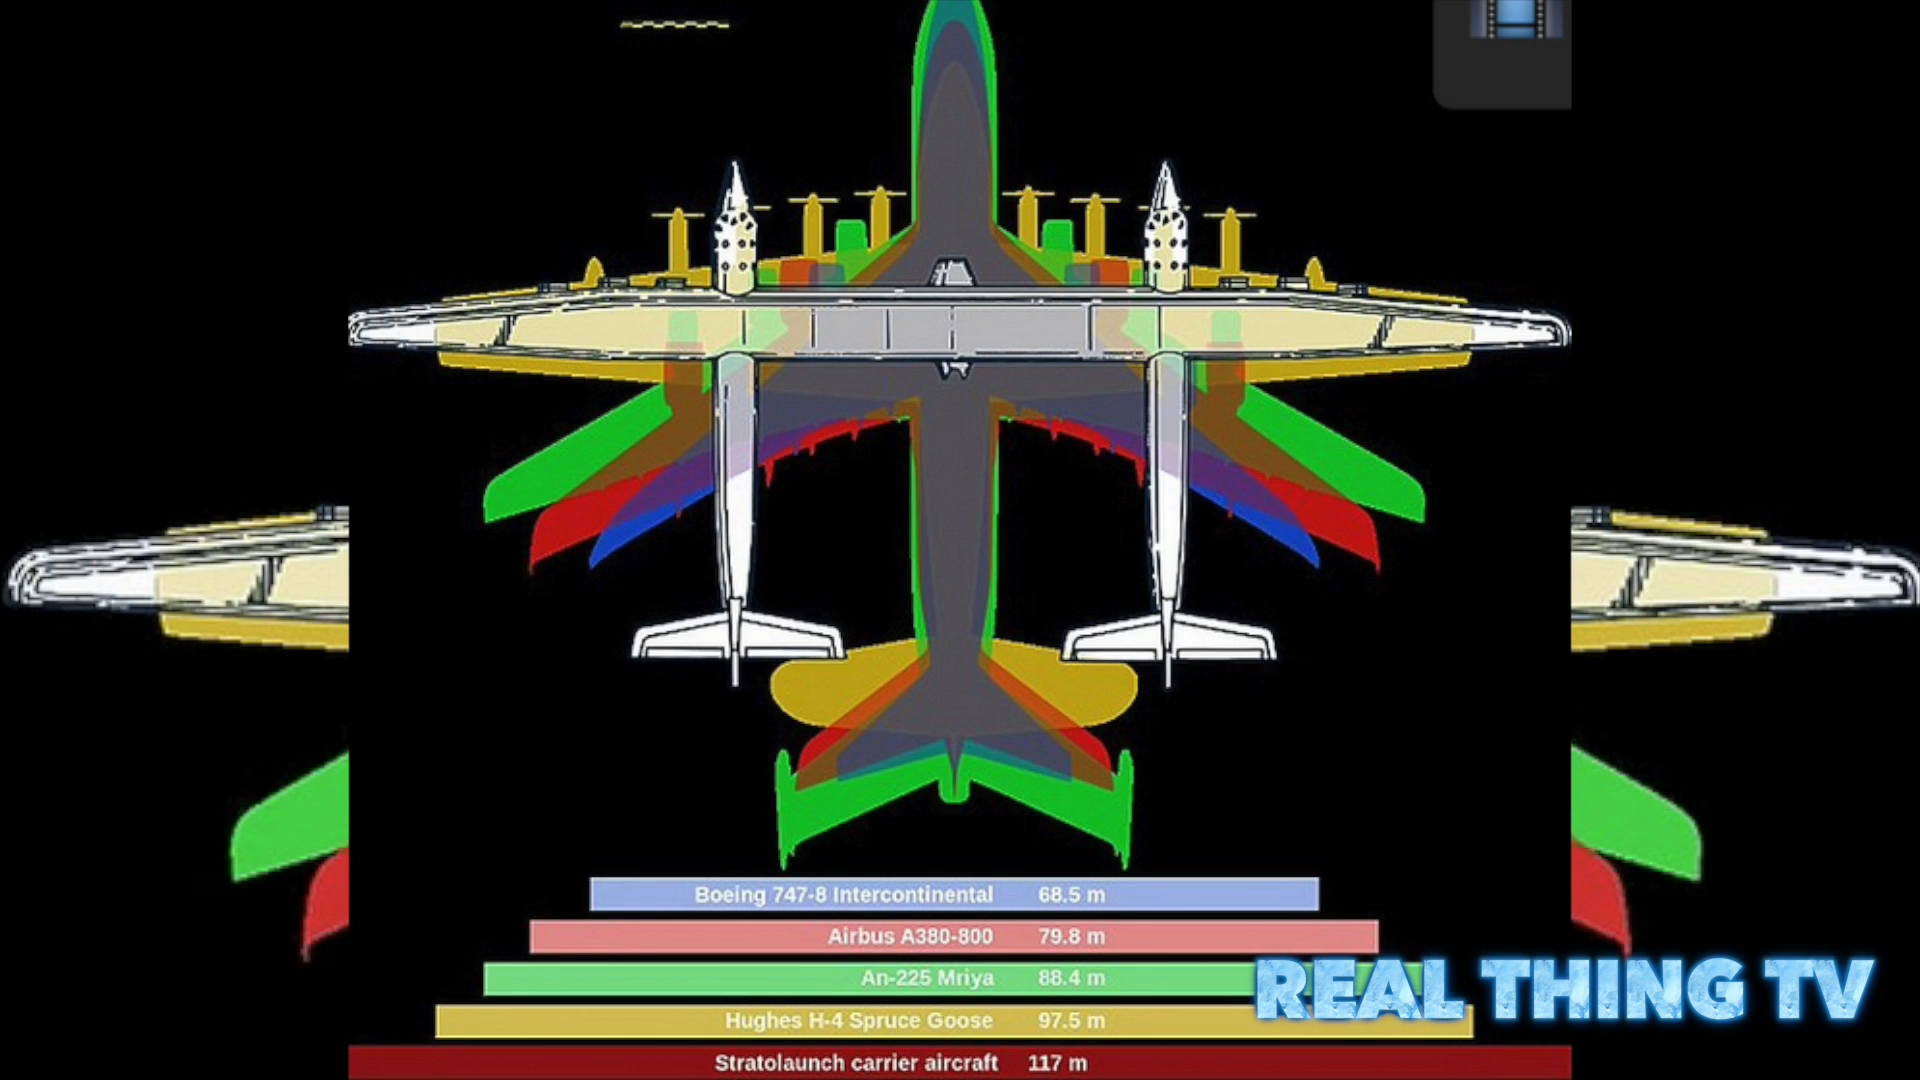 Boeing 747-8 Intercontinental 68.5 m
Airbus A380-800 79.8 m
An-225 Mriya 88.4 m
Hughes H-4 Spruce Goose 97.5 m
Stratolaunch carrier aircraft 117 m
REAL THING TV